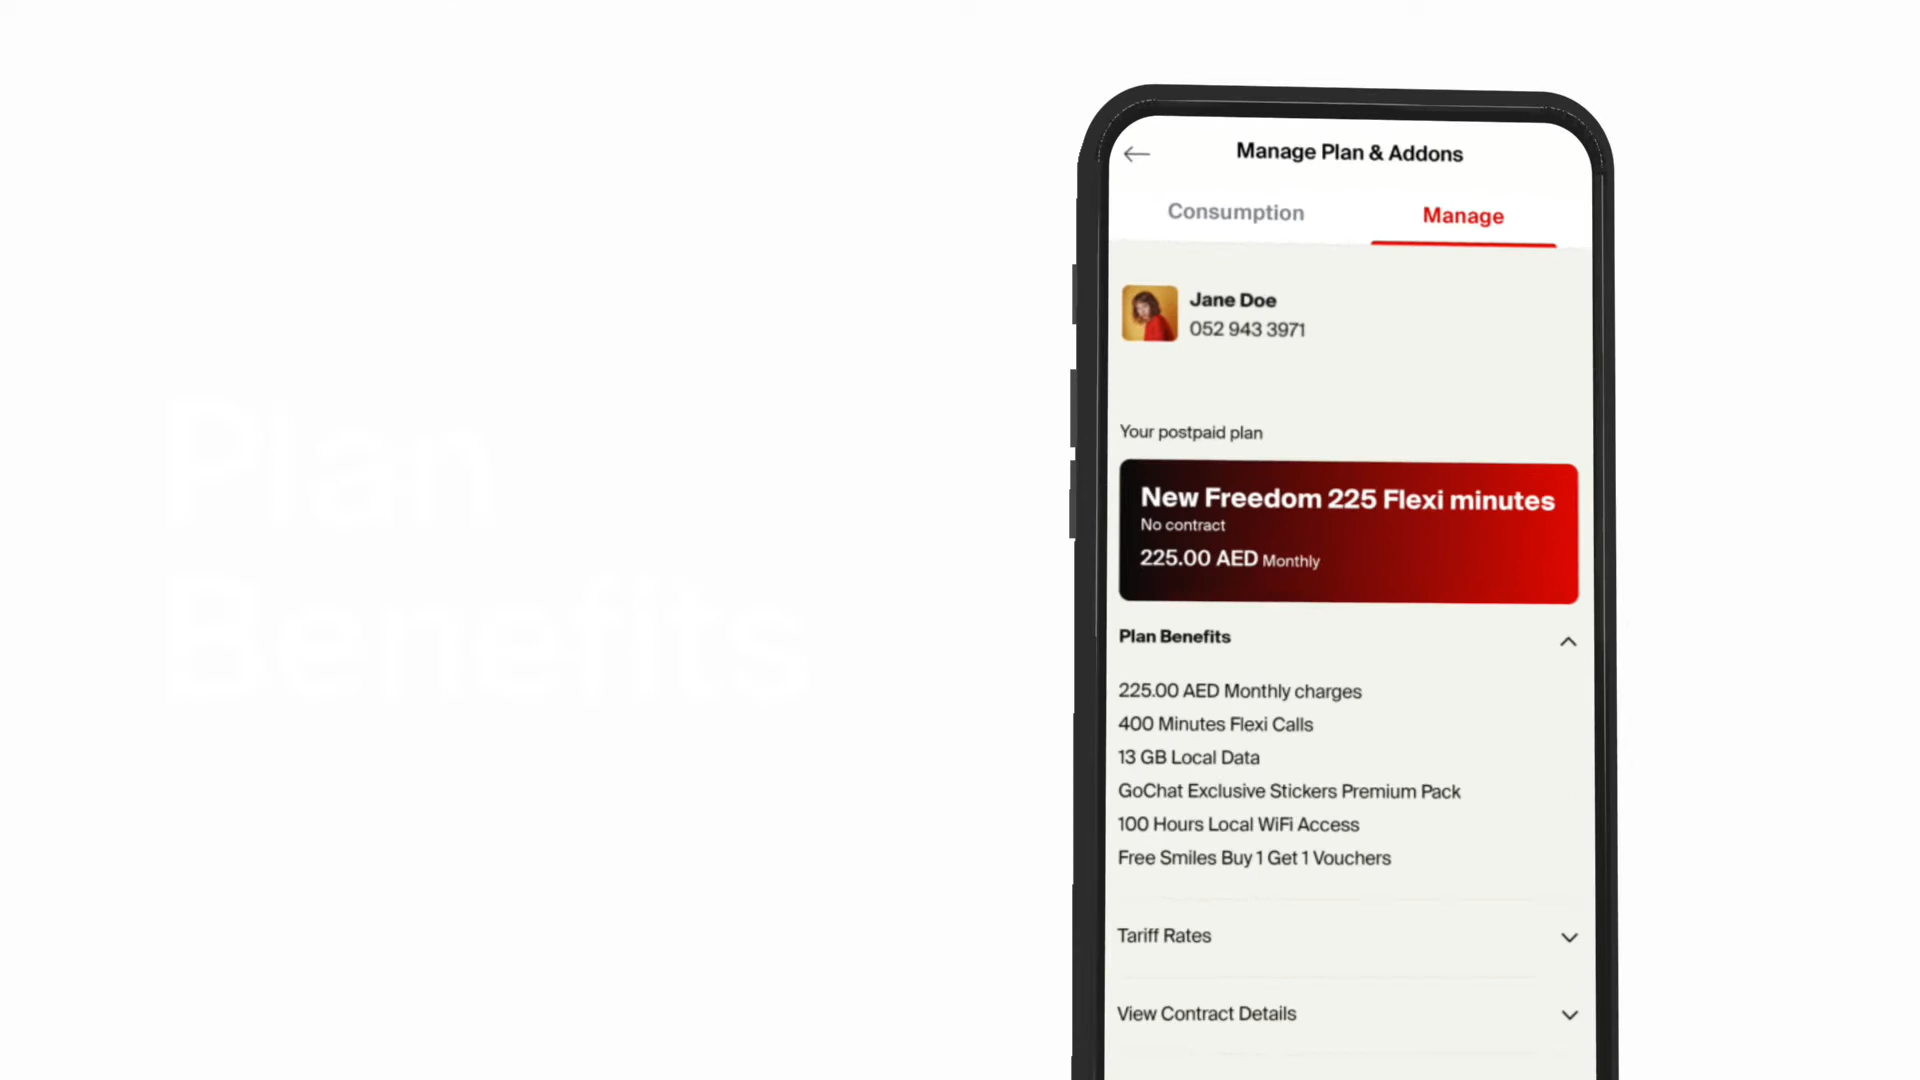 Plan
Benefits
Manage Plan & Addons
Consumption
Manage
Jane Doe
052 943 3971
Your postpaid plan
New Freedom 225 Flexi minutes
No contract
225.00 AED Monthly
Plan Benefits
225.00 AED Monthly charges
400 Minutes Flexi Calls
13 GB Local Data
GoChat Exclusive Stickers Premium Pack
100 Hours Local WiFi Access
Free Smiles Buy 1 Get 1 Vouchers
Tariff Rates
View Contract Details